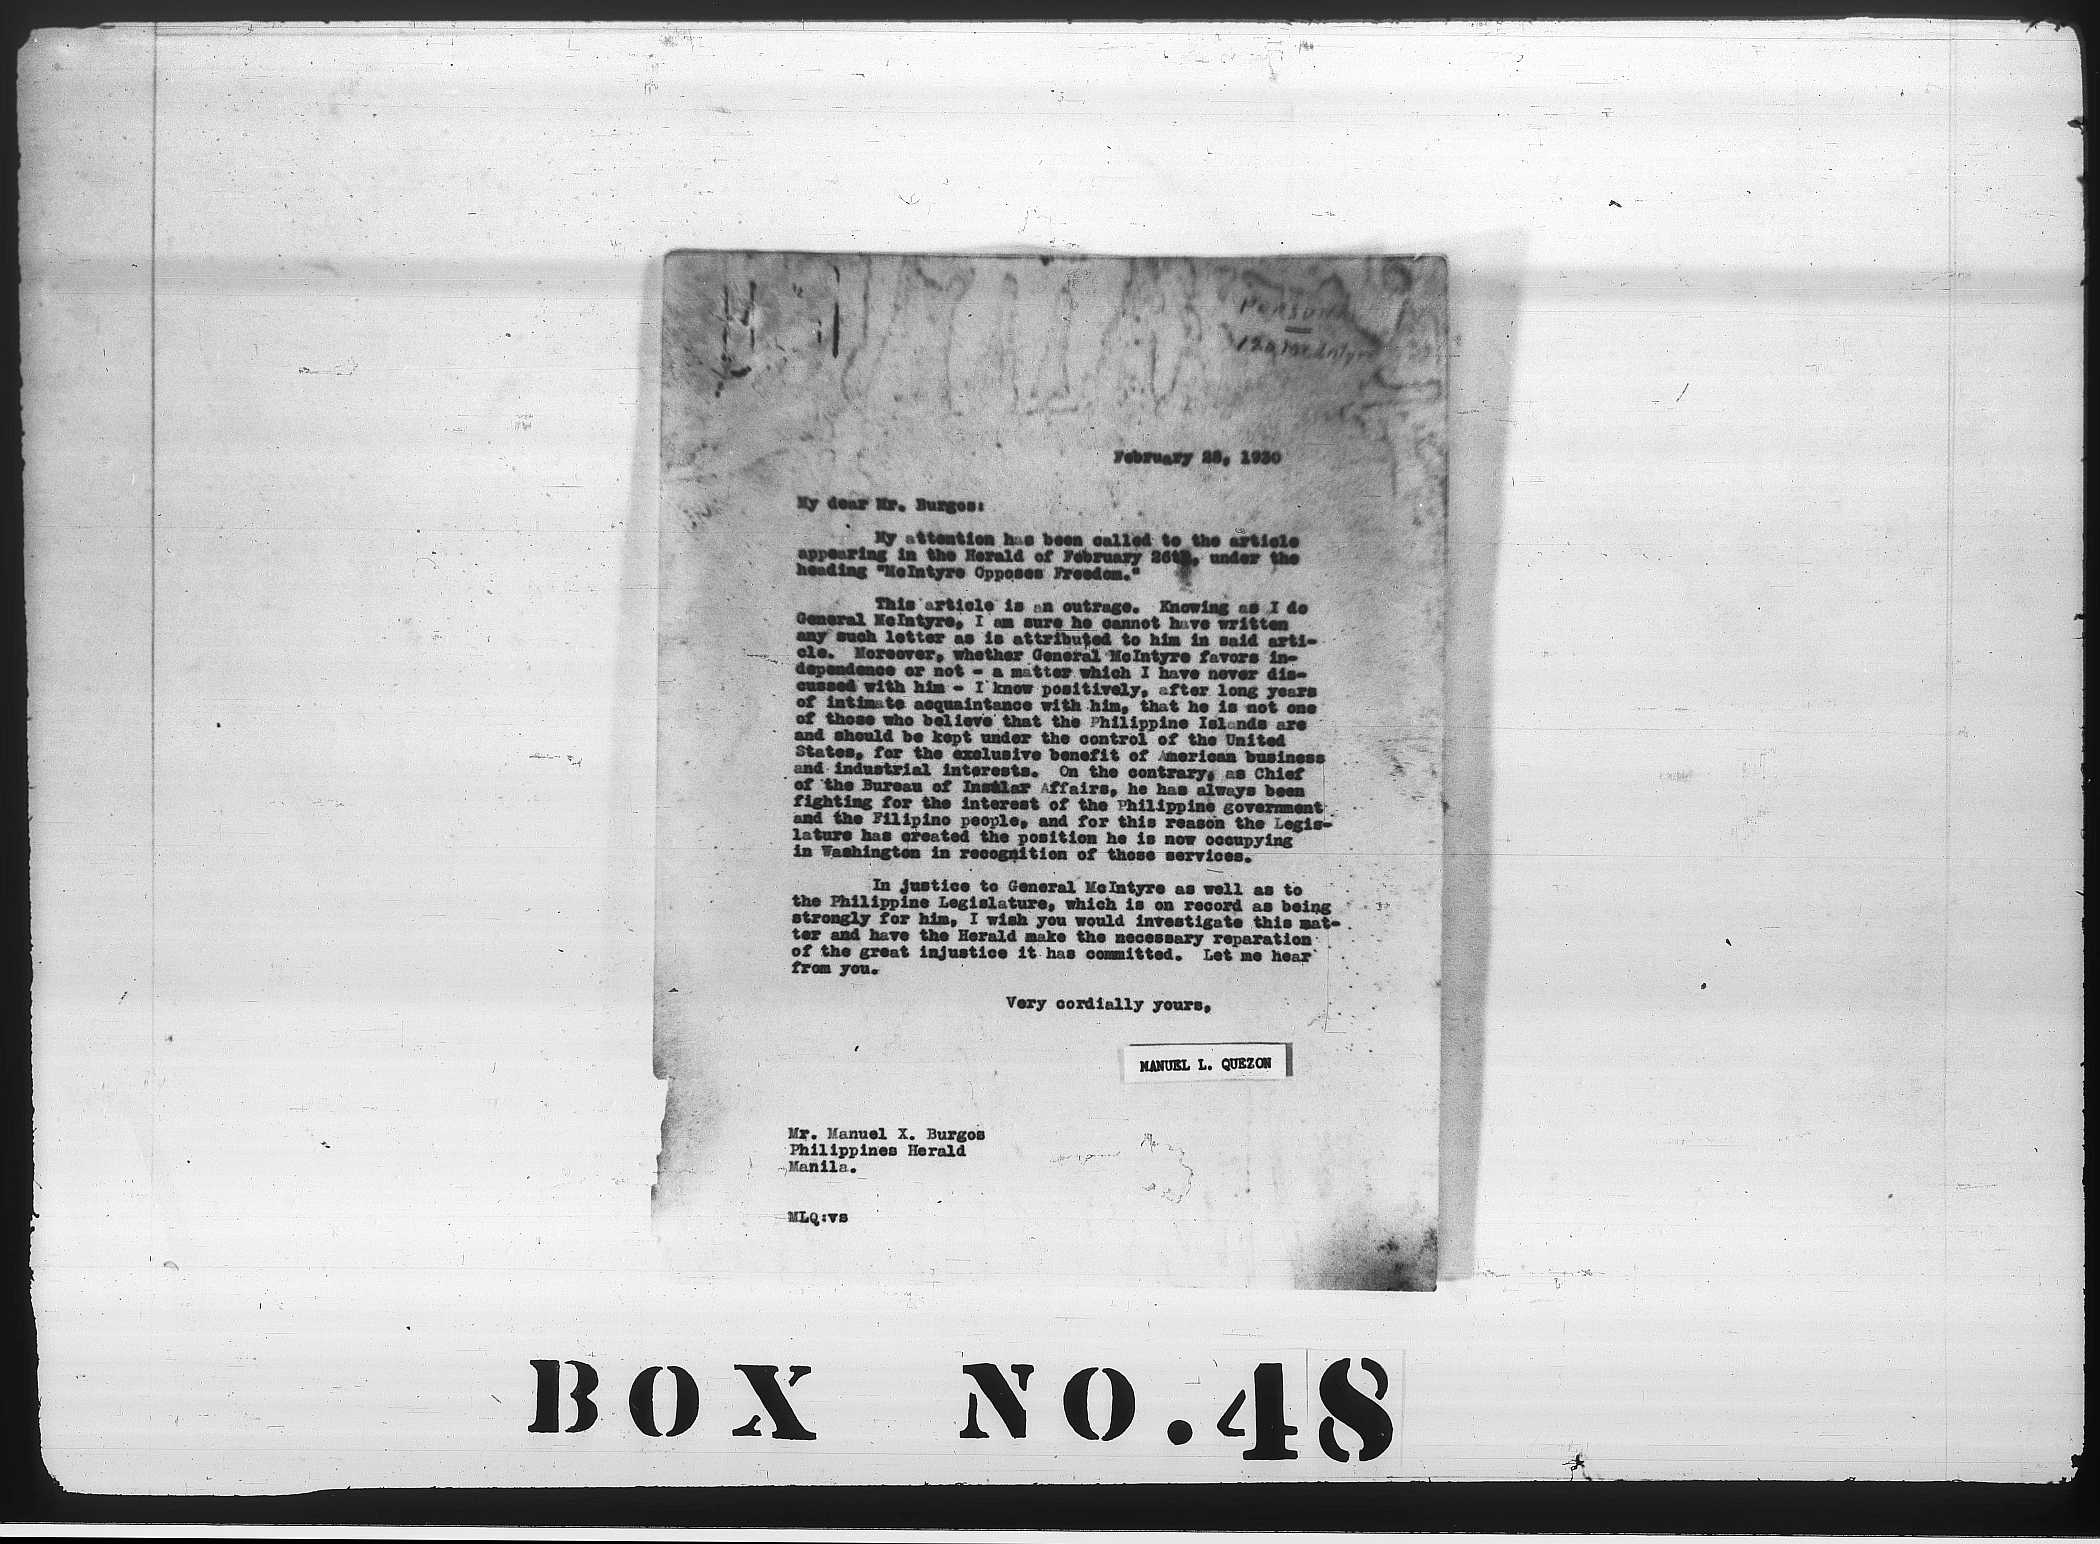 Personal
120 McIntyre
February 28, 1930
My dear Mr. Burgos:
My attention has been called to the article
appearing in the Herald of February 26th, under the
heading "McIntyre Opposes Freedom."
This article is an outrage. Knowing as I do
General McIntyre, I am sure he cannot have written
any such letter as is attributed to him in said arti-
cle. Moreover, whether General McIntyre favors in-
dependence or not - a matter which I have never dis-
cussed with him - I know positively, after long years
of intimate acquaintance with him, that he is not one
of those who believe that the Philippine Islands are
and should be kept under the control of the United
States, for the exclusive benefit of American business
and industrial interests. On the contrary, as Chief
of the Bureau of Insular Affairs, he has always been
fighting for the interest of the Philippine government
and the Filipino people, and for this reason the Legis-
lature has created the position he is now occupying
in Washington in recognition of those services.
In justice to General McIntyre as well as to
the Philippine Legislature, which is on record as being
strongly for him, I wish you would investigate this mat-
ter and have the Herald make the necessary reparation
of the great injustice it has committed. Let me hear
from you.
Very cordially yours,
MANUEL L. QUEZON
Mr. Manuel X. Burgos
Philippines Herald
Manila.
MLQ:vs
BOX NO. 48